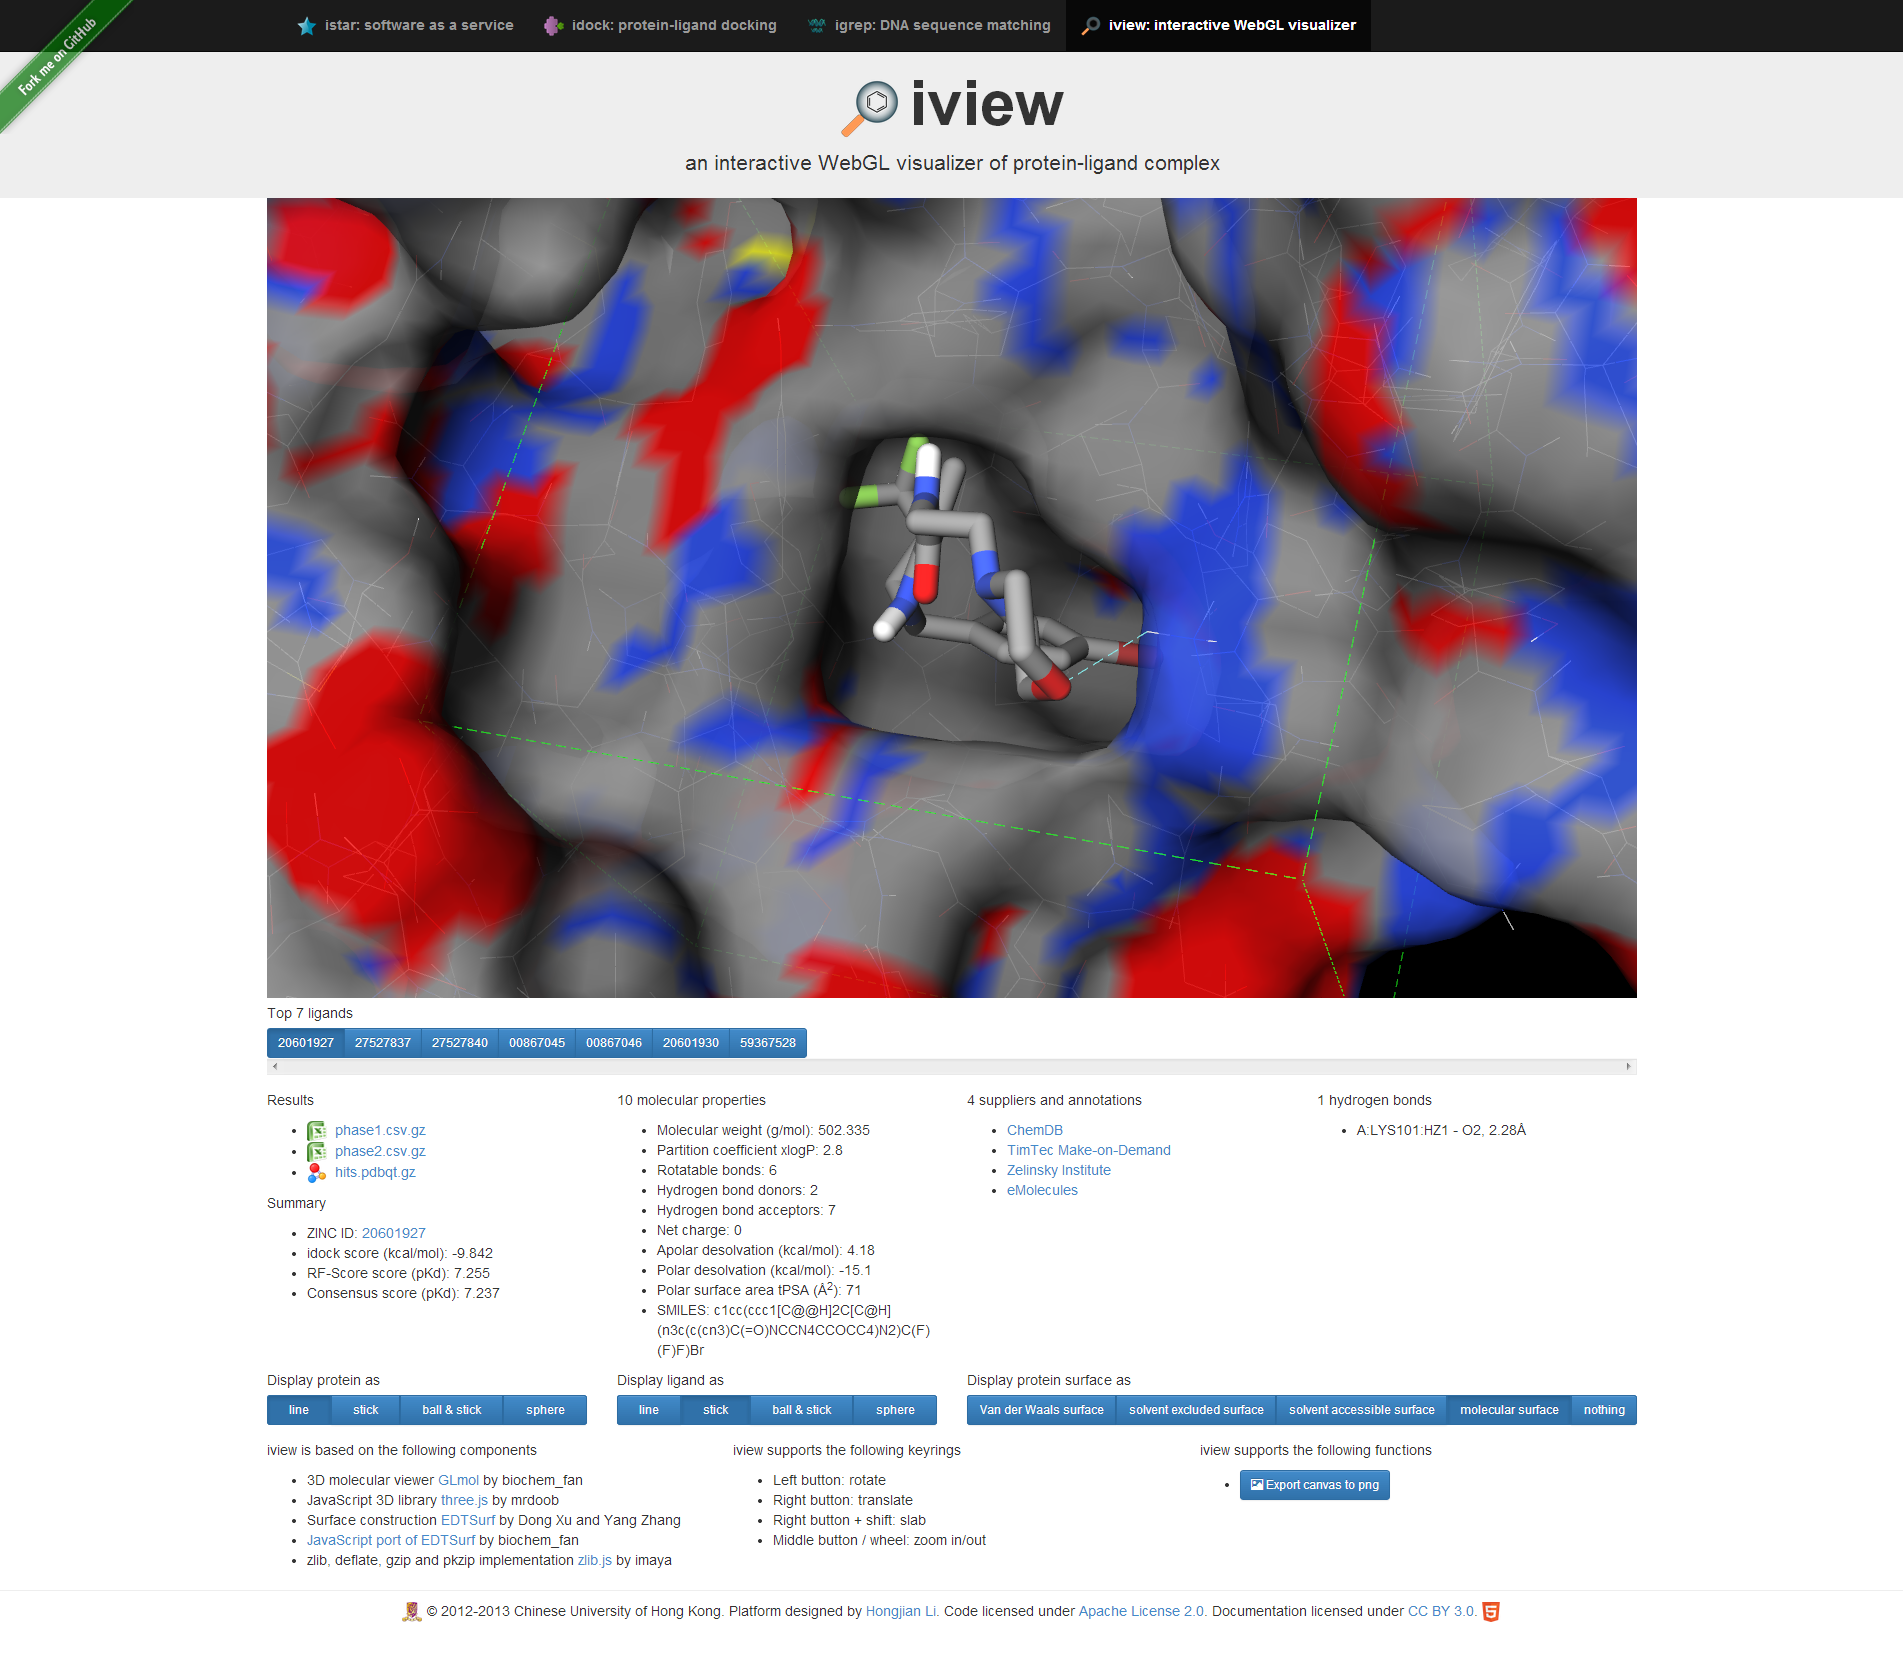 istar: software as a service
idock: protein-ligand docking
igrep: DNA sequence matching
iview: interactive WebGL visualizer
Fork me on GitHub
iview
an interactive WebGL visualizer of protein-ligand complex
Top 7 ligands
20601927 27527837 27527840 00867045 00867046 20601930 59367528
Results
phase1.csv.gz
phase2.csv.gz
hits.pdbqt.gz
Summary
ZINC ID: 20601927
idock score (kcal/mol): -9.842
RF-Score score (pKd): 7.255
Consensus score (pKd): 7.237
10 molecular properties
Molecular weight (g/mol): 502.335
Partition coefficient xlogP: 2.8
Rotatable bonds: 6
Hydrogen bond donors: 2
Hydrogen bond acceptors: 7
Net charge: 0
Apolar desolvation (kcal/mol): 4.18
Polar desolvation (kcal/mol): -15.1
Polar surface area tPSA (Å²): 71
SMILES: c1cc(ccc1[C@@H]2C[C@H]
(n3c(c(cn3)C(=O)NCCN4CCOCC4)N2)C(F)
(F)F)Br
4 suppliers and annotations
ChemDB
TimTec Make-on-Demand
Zelinsky Institute
eMolecules
1 hydrogen bonds
A:LYS101:HZ1 - O2, 2.28Å
Display protein as
line stick ball & stick sphere
Display ligand as
line stick ball & stick sphere
Display protein surface as
Van der Waals surface solvent excluded surface solvent accessible surface molecular surface nothing
iview is based on the following components
3D molecular viewer GLmol by biochem_fan
JavaScript 3D library three.js by mrdoob
Surface construction EDTSurf by Dong Xu and Yang Zhang
JavaScript port of EDTSurf by biochem_fan
zlib, deflate, gzip and pkzip implementation zlib.js by imaya
iview supports the following keyrings
Left button: rotate
Right button: translate
Right button + shift: slab
Middle button / wheel: zoom in/out
iview supports the following functions
Export canvas to png
© 2012-2013 Chinese University of Hong Kong. Platform designed by Hongjian Li. Code licensed under Apache License 2.0. Documentation licensed under CC BY 3.0.